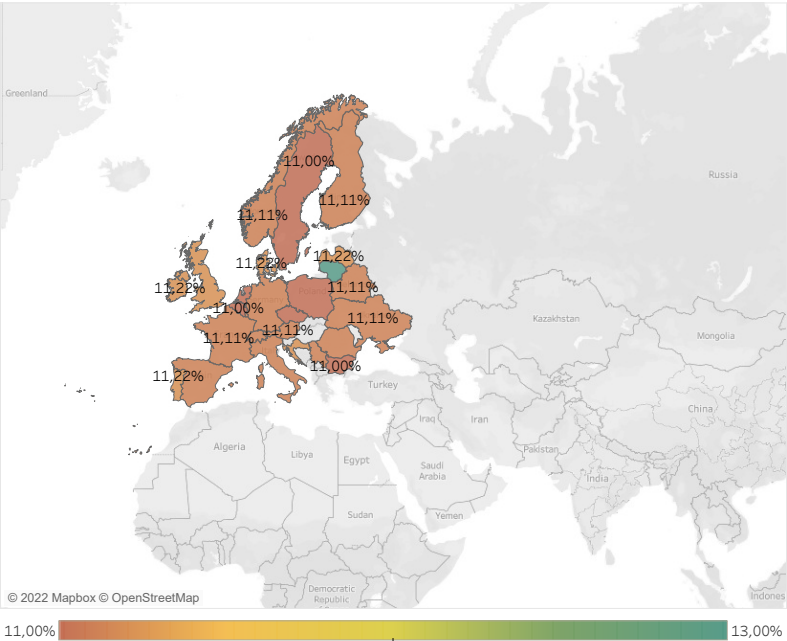 Greenland
11,00%
Russia
11,11%
11,11%
11,22%
11,22%
11,22%
11,11%
11,00%
11,11%
11,11%
Kazakhstan
11,11%
Mongolia
11,00%
11,22%
Turkey
China
Iraq
Iran
Algeria
Libya
Egypt
Pakistan
Saudi
Arabia
India
Sudan
Yemen
Democratic
Republic
Indones
© 2022 Mapbox © OpenStreetMap
11,00%
13,00%